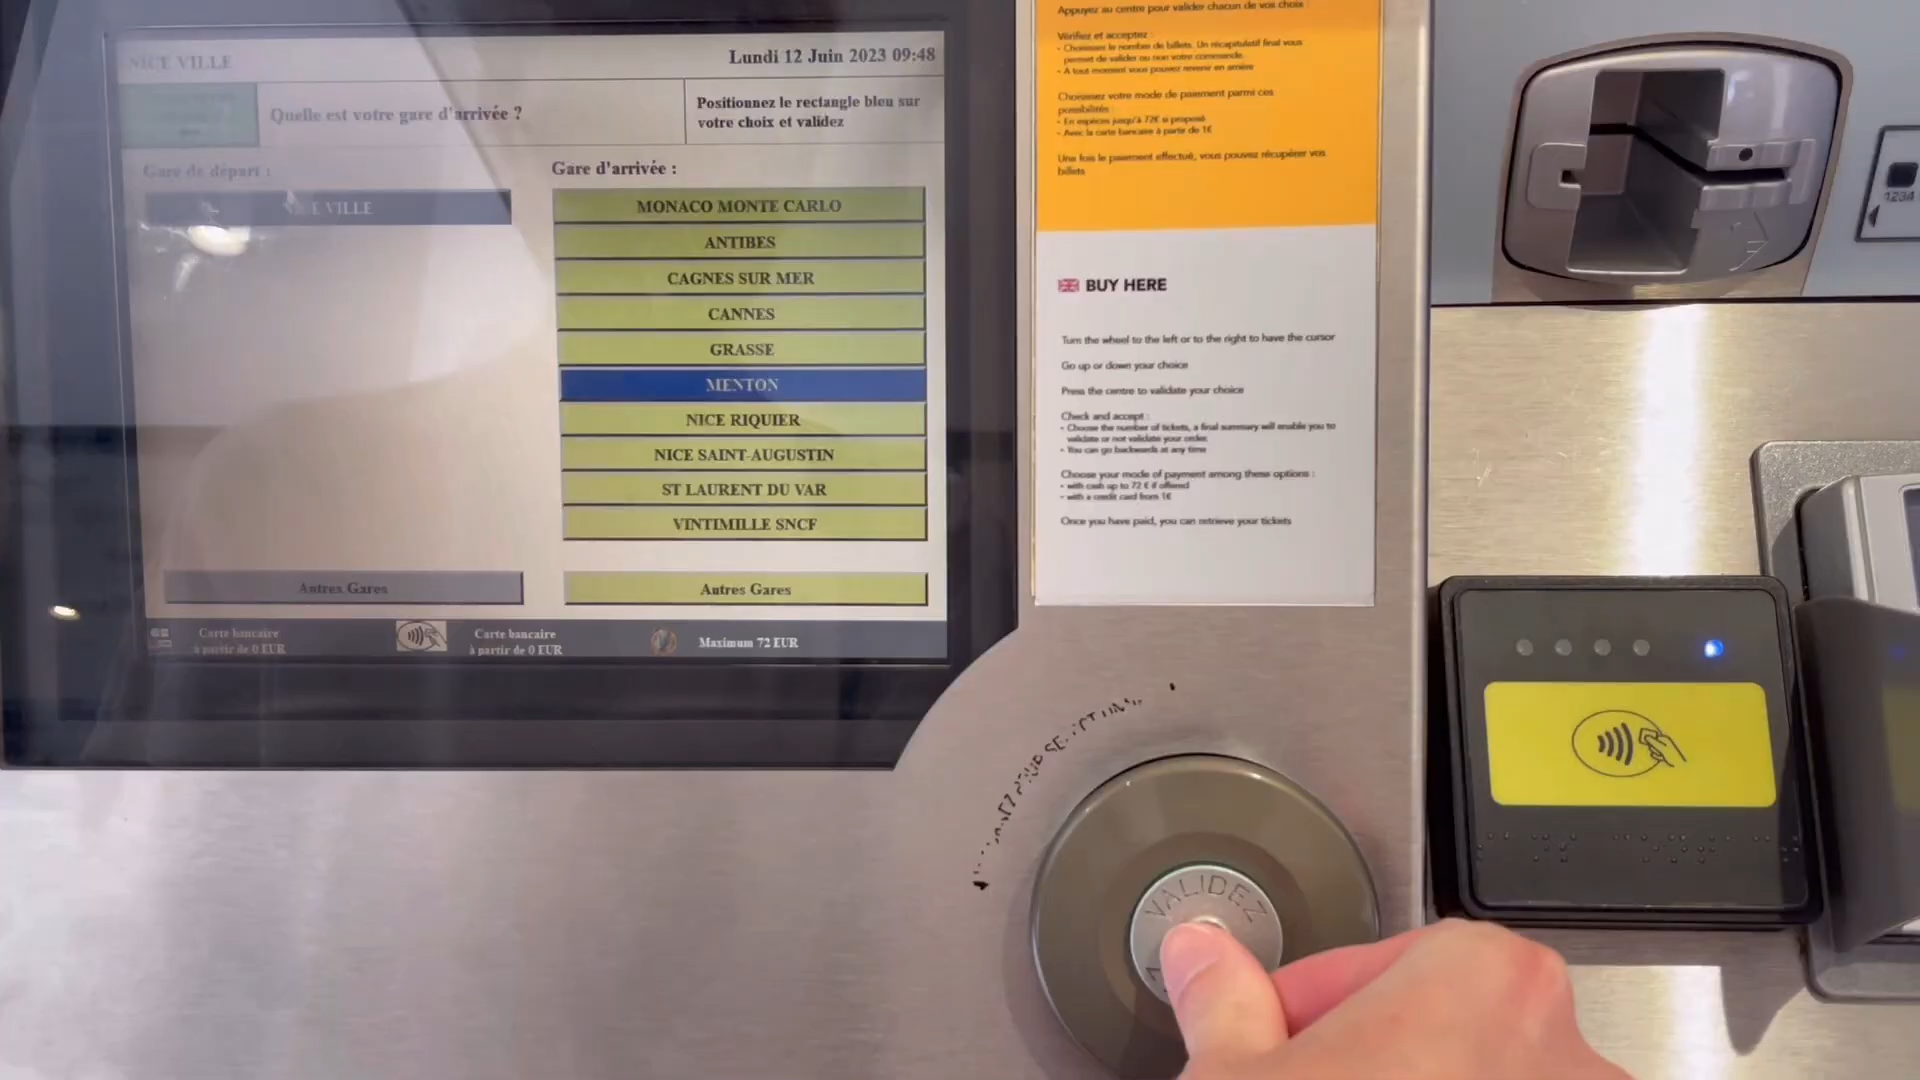 NICE VILLE
Lundi 12 Juin 2023 09:48
Quelle est votre gare d'arrivée ?
Positionnez le rectangle bleu sur
votre choix et validez
Gare de départ :
NICE VILLE
Gare d'arrivée :
MONACO MONTE CARLO
ANTIBES
CAGNES SUR MER
CANNES
GRASSE
MENTON
NICE RIQUIER
NICE SAINT-AUGUSTIN
ST LAURENT DU VAR
VINTIMILLE SNCF
Autres Gares
Autres Gares
Carte bancaire
à partir de 0 EUR
Carte bancaire
à partir de 0 EUR
Maximum 72 EUR
Appuyez au centre pour valider chacun de vos choix :
Vérifiez et acceptez :
- Choisissez le nombre de billets. Un récapitulatif final vous
permet de valider ou non votre commande.
- A tout moment vous pouvez revenir en arrière
Choisissez votre mode de paiement parmi ces
possibilités :
- En espèces jusqu'à 72€ si proposé
- Avec la carte bancaire à partir de 1€
Une fois le paiement effectué, vous pouvez récupérer vos
billets
BUY HERE
Turn the wheel to the left or to the right to have the cursor
Go up or down your choice
Press the centre to validate your choice
Check and accept :
- Choose the number of tickets, a final summary will enable you to
validate or not validate your order.
- You can go backwards at any time
Choose your mode of payment among these options :
- with cash up to 72 € if offered
- with a credit card from 1€
Once you have paid, you can retrieve your tickets
VALIDEZ
1234